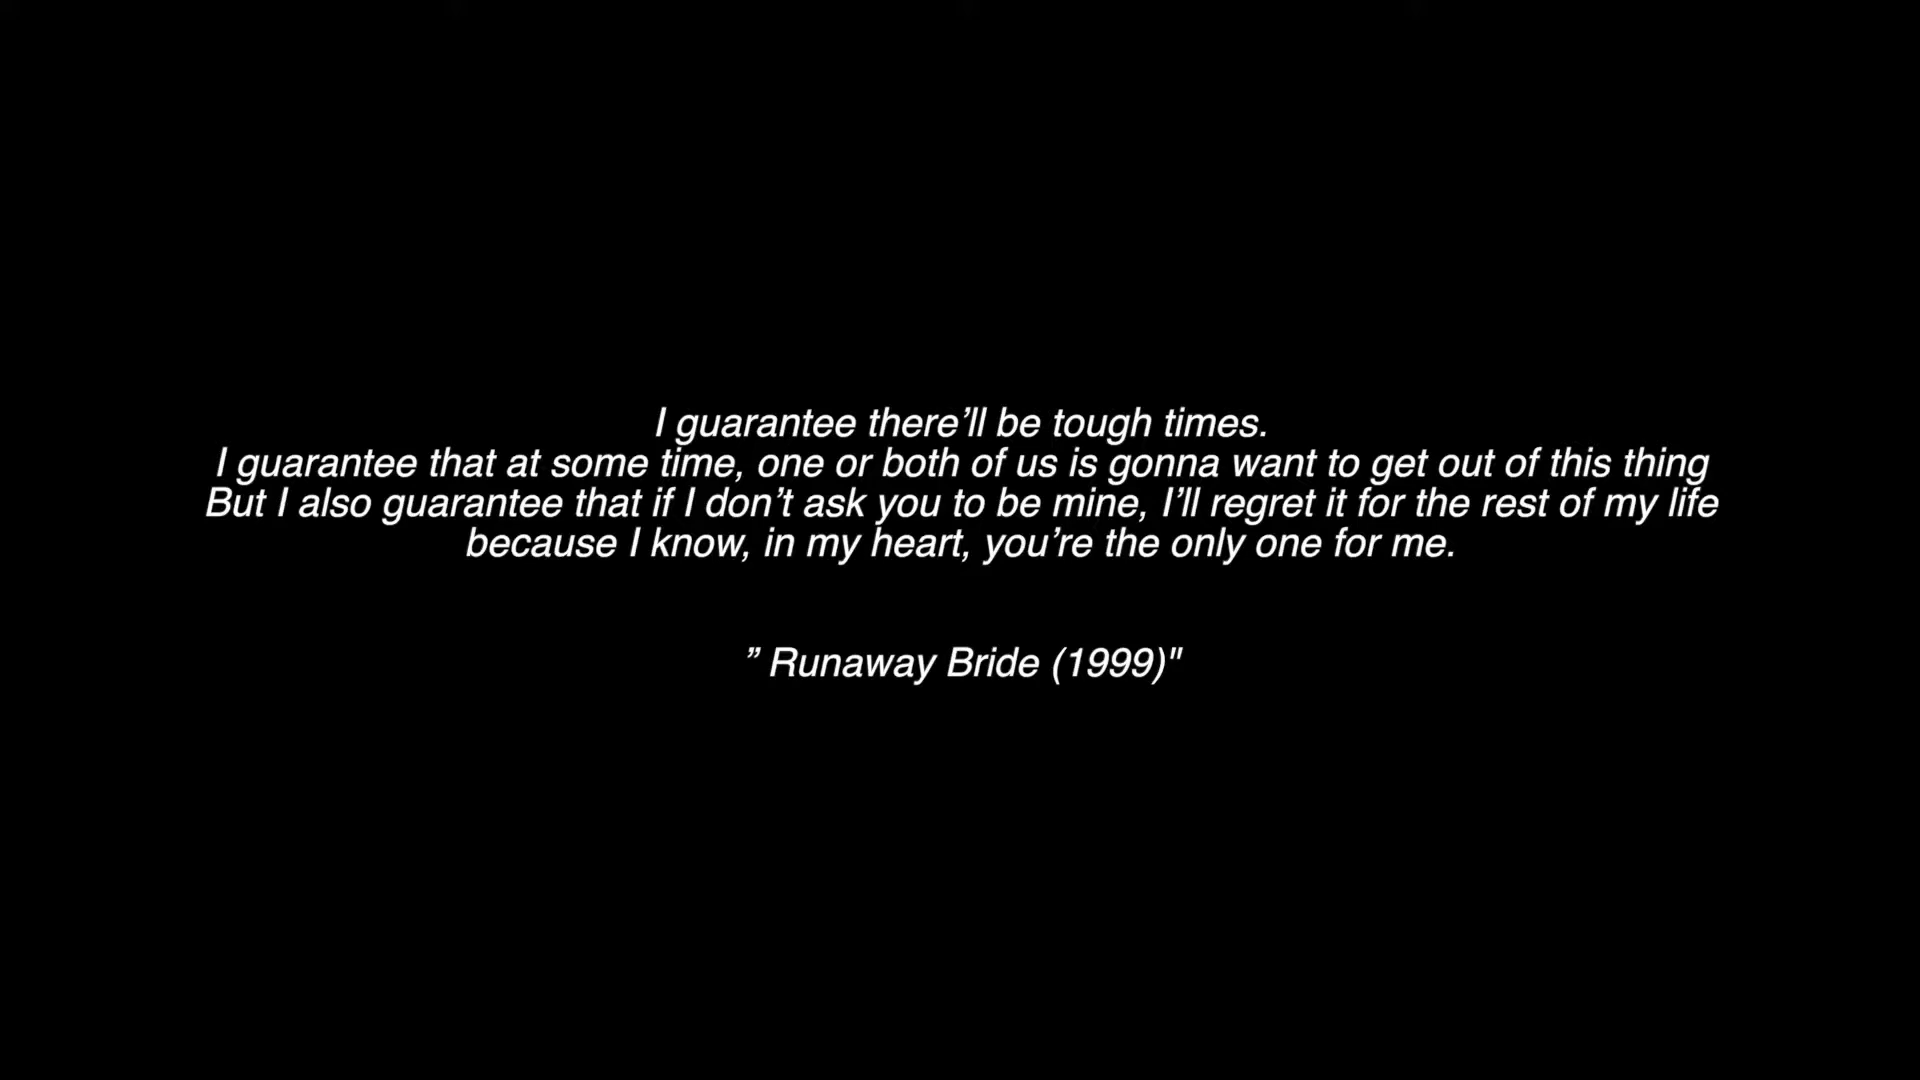 I guarantee there’ll be tough times.
I guarantee that at some time, one or both of us is gonna want to get out of this thing
But I also guarantee that if I don’t ask you to be mine, I’ll regret it for the rest of my life
because I know, in my heart, you’re the only one for me.
” Runaway Bride (1999)"